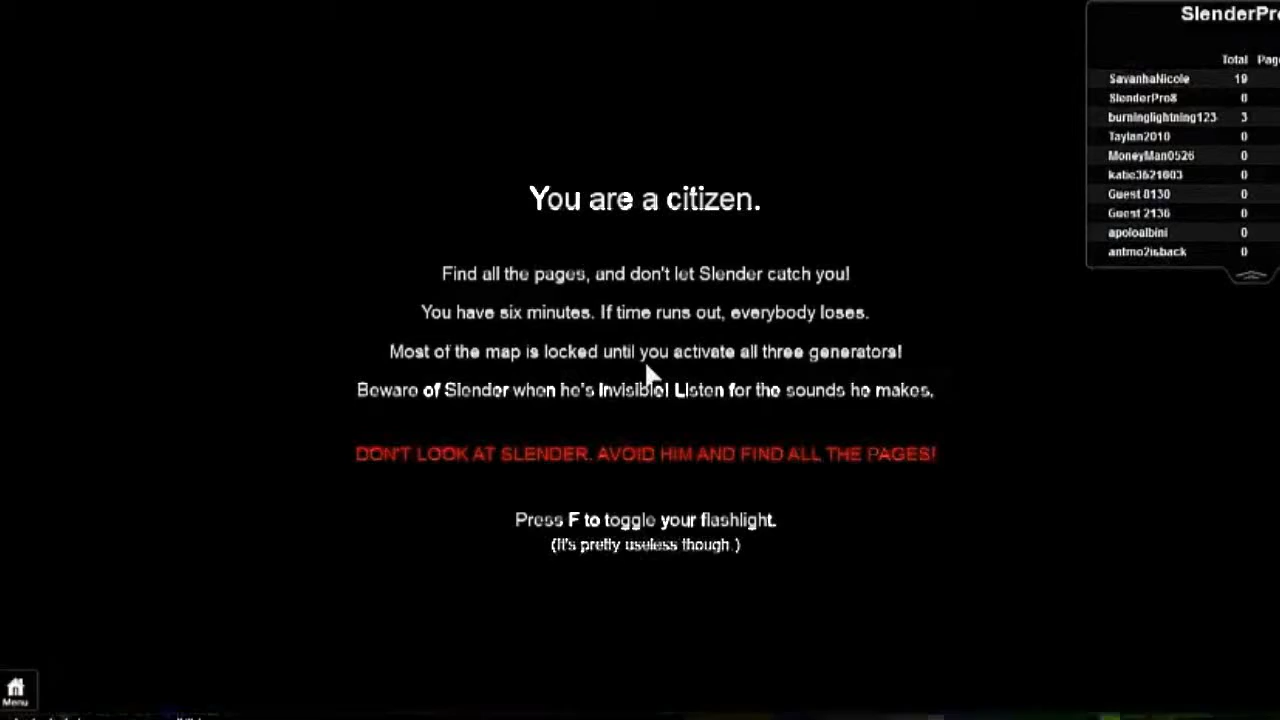 SlenderPro
Total Page
SavanhaNicole 19
SlenderPro8 0
burninglightning123 3
Taylan2010 0
MoneyMan0526 0
katie3621603 0
Guest 8130 0
Guest 2136 0
apoloalbini 0
antmo2isback 0
You are a citizen.
Find all the pages, and don't let Slender catch you!
You have six minutes. If time runs out, everybody loses.
Most of the map is locked until you activate all three generators!
Beware of Slender when he's invisible! Listen for the sounds he makes.
DON'T LOOK AT SLENDER. AVOID HIM AND FIND ALL THE PAGES!
Press F to toggle your flashlight.
(It's pretty useless though.)
Menu